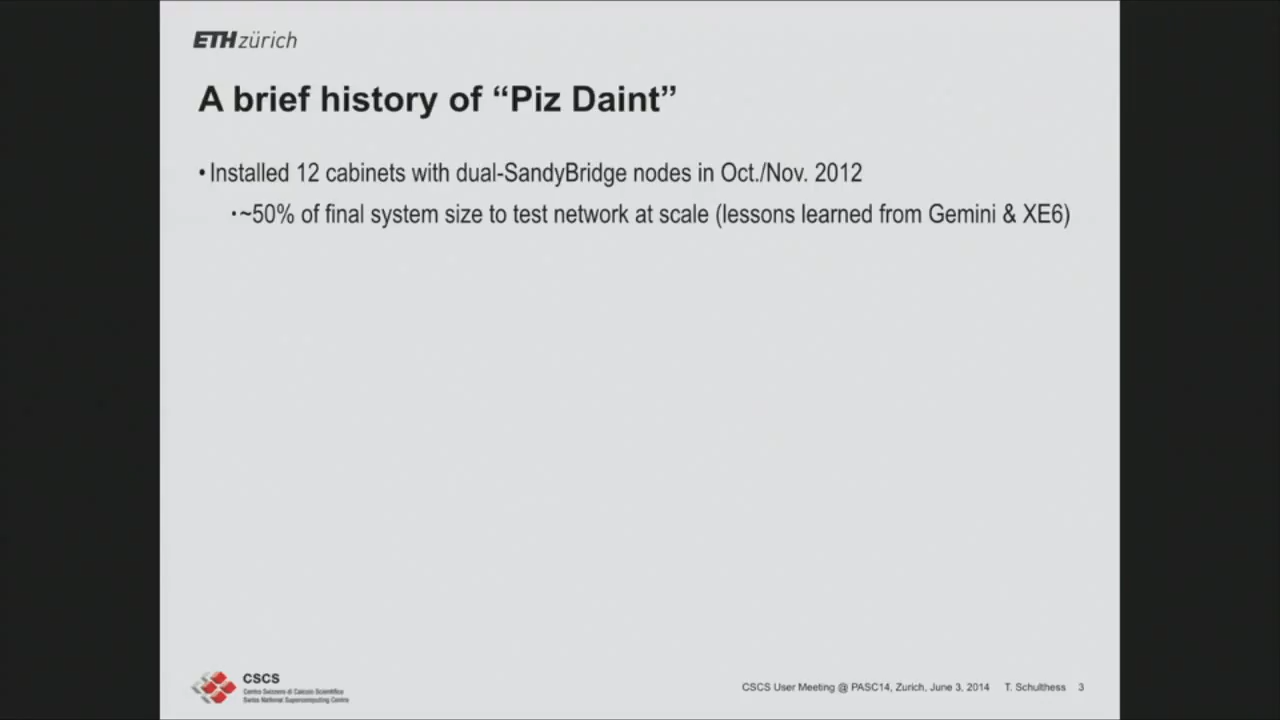 ETH zürich
A brief history of “Piz Daint”
• Installed 12 cabinets with dual-SandyBridge nodes in Oct./Nov. 2012
• ~50% of final system size to test network at scale (lessons learned from Gemini & XE6)
CSCS
Centro Svizzero di Calcolo Scientifico
Swiss National Supercomputing Centre
CSCS User Meeting @ PASC14, Zurich, June 3, 2014 T. Schulthess 3